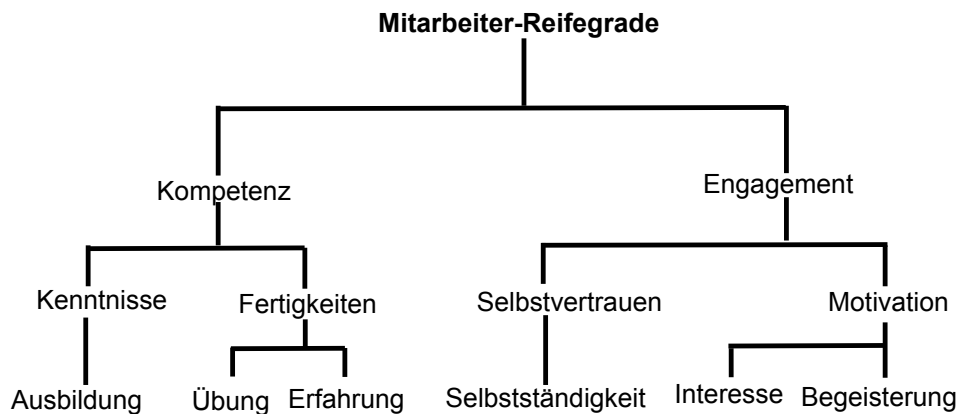 Mitarbeiter-Reifegrade
Kompetenz
Engagement
Kenntnisse
Fertigkeiten
Selbstvertrauen
Motivation
Ausbildung
Übung
Erfahrung
Selbstständigkeit
Interesse
Begeisterung